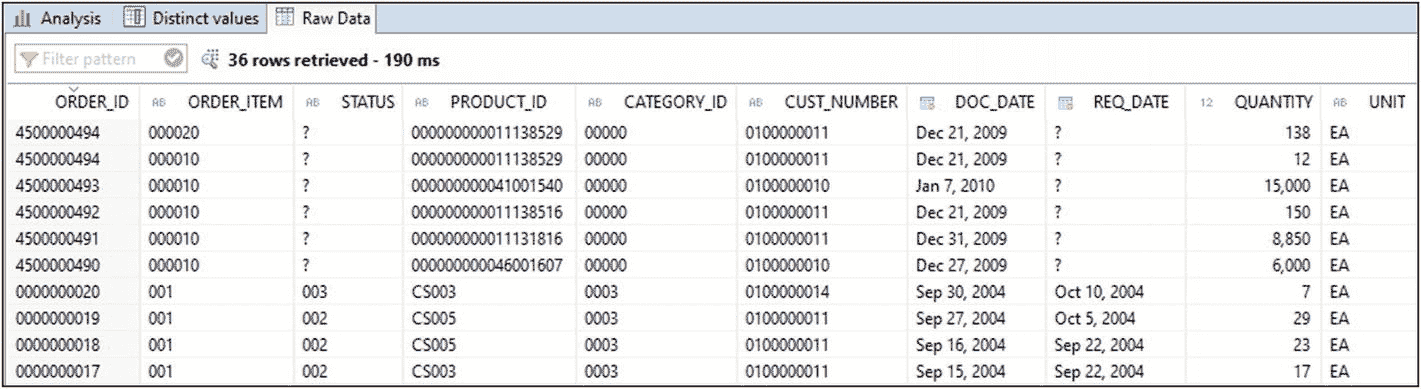 Analysis Distinct values Raw Data
Filter pattern 36 rows retrieved - 190 ms
ORDER_ID AB ORDER_ITEM AB STATUS AB PRODUCT_ID AB CATEGORY_ID AB CUST_NUMBER DOC_DATE REQ_DATE 12 QUANTITY AB UNIT
4500000494 000020 ? 000000000011138529 00000 0100000011 Dec 21, 2009 ? 138 EA
4500000494 000010 ? 000000000011138529 00000 0100000011 Dec 21, 2009 ? 12 EA
4500000493 000010 ? 000000000041001540 00000 0100000010 Jan 7, 2010 ? 15,000 EA
4500000492 000010 ? 000000000011138516 00000 0100000011 Dec 21, 2009 ? 150 EA
4500000491 000010 ? 000000000011131816 00000 0100000011 Dec 31, 2009 ? 8,850 EA
4500000490 000010 ? 000000000046001607 00000 0100000010 Dec 27, 2009 ? 6,000 EA
0000000020 001 003 CS003 0003 0100000014 Sep 30, 2004 Oct 10, 2004 7 EA
0000000019 001 002 CS005 0003 0100000011 Sep 27, 2004 Oct 5, 2004 29 EA
0000000018 001 002 CS005 0003 0100000011 Sep 16, 2004 Sep 22, 2004 23 EA
0000000017 001 002 CS003 0003 0100000011 Sep 15, 2004 Sep 22, 2004 17 EA